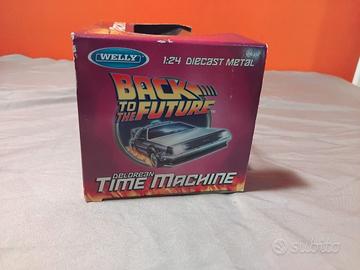 WELLY
1:24 DIECAST METAL
BACK
TO THE
FUTURE
DELOREAN
TIME MACHINE
subito